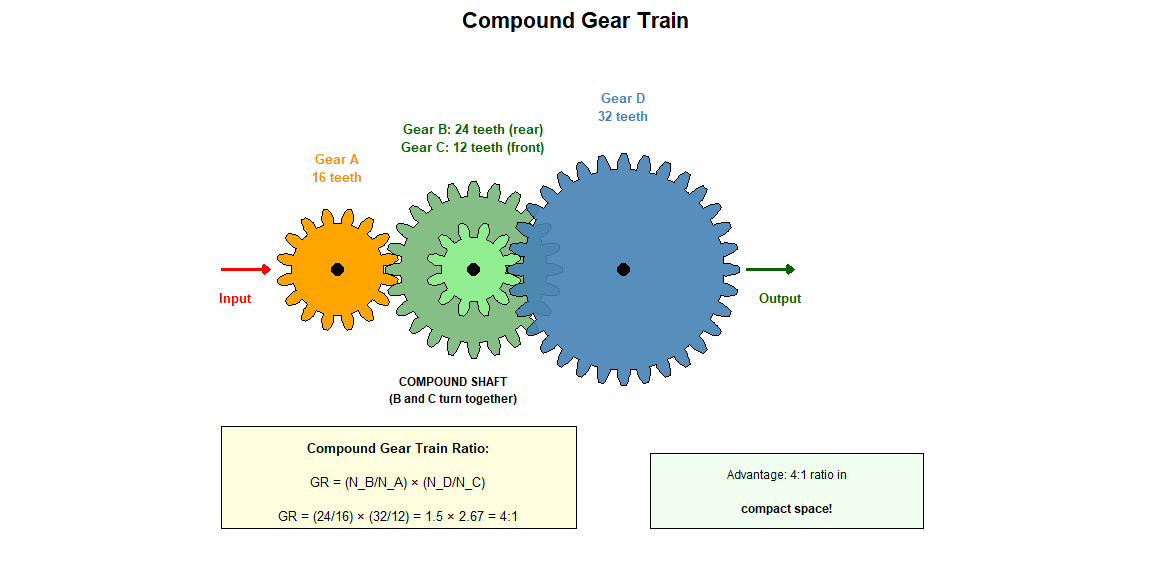 Compound Gear Train
Gear D
32 teeth
Gear B: 24 teeth (rear)
Gear C: 12 teeth (front)
Gear A
16 teeth
Input
Output
COMPOUND SHAFT
(B and C turn together)
Compound Gear Train Ratio:
GR = (N_B/N_A) × (N_D/N_C)
GR = (24/16) × (32/12) = 1.5 × 2.67 = 4:1
Advantage: 4:1 ratio in
compact space!